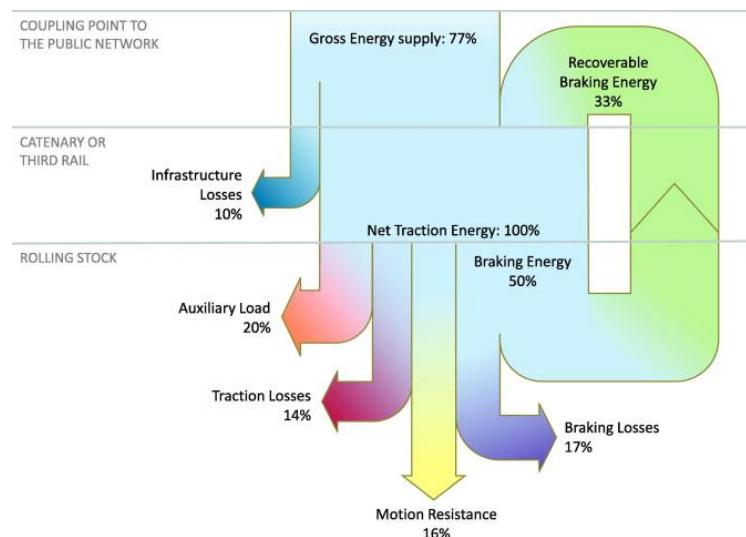 COUPLING POINT TO
THE PUBLIC NETWORK
Gross Energy supply: 77%
Recoverable
Braking Energy
33%
CATENARY OR
THIRD RAIL
Infrastructure
Losses
10%
Net Traction Energy: 100%
ROLLING STOCK
Braking Energy
50%
Auxiliary Load
20%
Traction Losses
14%
Braking Losses
17%
Motion Resistance
16%